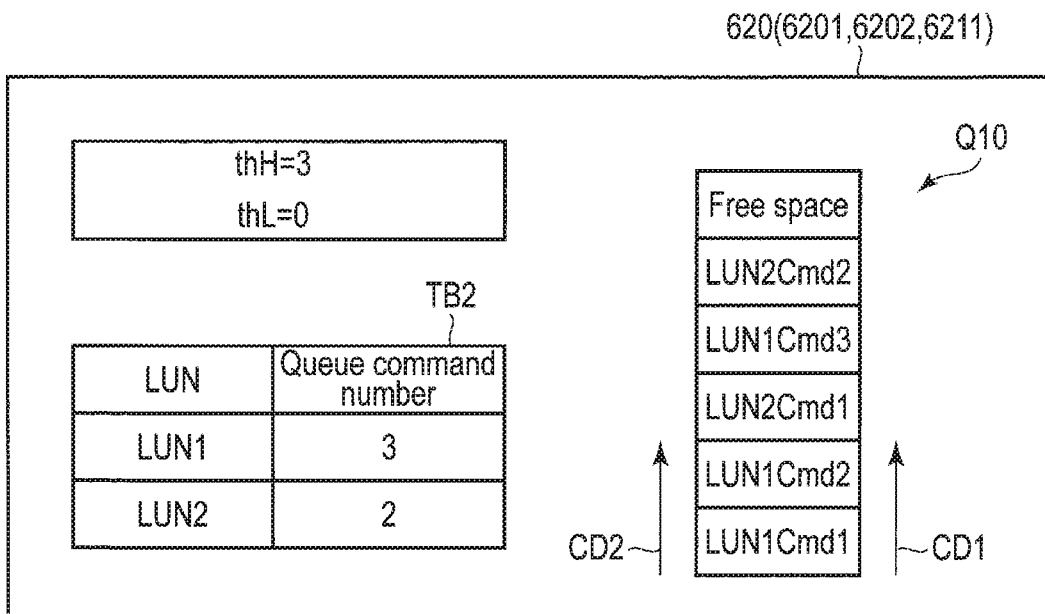 620(6201,6202,6211)
thH=3
thL=0
TB2
LUN
Queue command
number
LUN1
3
LUN2
2
Q10
Free space
LUN2Cmd2
LUN1Cmd3
LUN2Cmd1
LUN1Cmd2
LUN1Cmd1
CD2
CD1